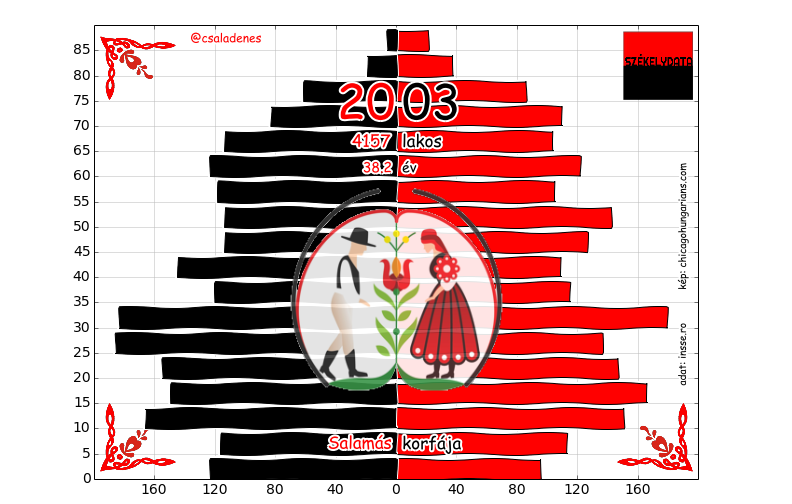 @csaladenes
SZÉKELYDATA
2003
4157 lakos
38.2 év
kép: chicagohungarians.com
adat: insse.ro
Salamás korfája
85
80
75
70
65
60
55
50
45
40
35
30
25
20
15
10
5
0
160 120 80 40 0 40 80 120 160